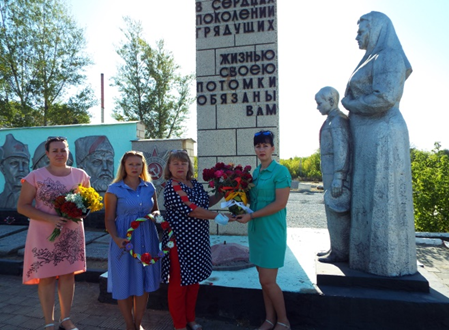 В СЕРДЦАХ
ПОКОЛЕНИЙ
ГРЯДУЩИХ
ЖИЗНЬЮ
СВОЕЮ
ПОТОМКИ
ОБЯЗАНЫ
ВАМ